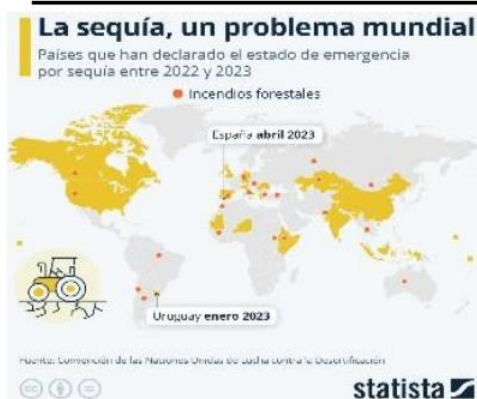 La sequía, un problema mundial
Países que han declarado el estado de emergencia
por sequía entre 2022 y 2023
Incendios forestales
España abril 2023
Uruguay enero 2023
Fuente: Convención de las Naciones Unidas de Lucha contra la Desertificación
statista